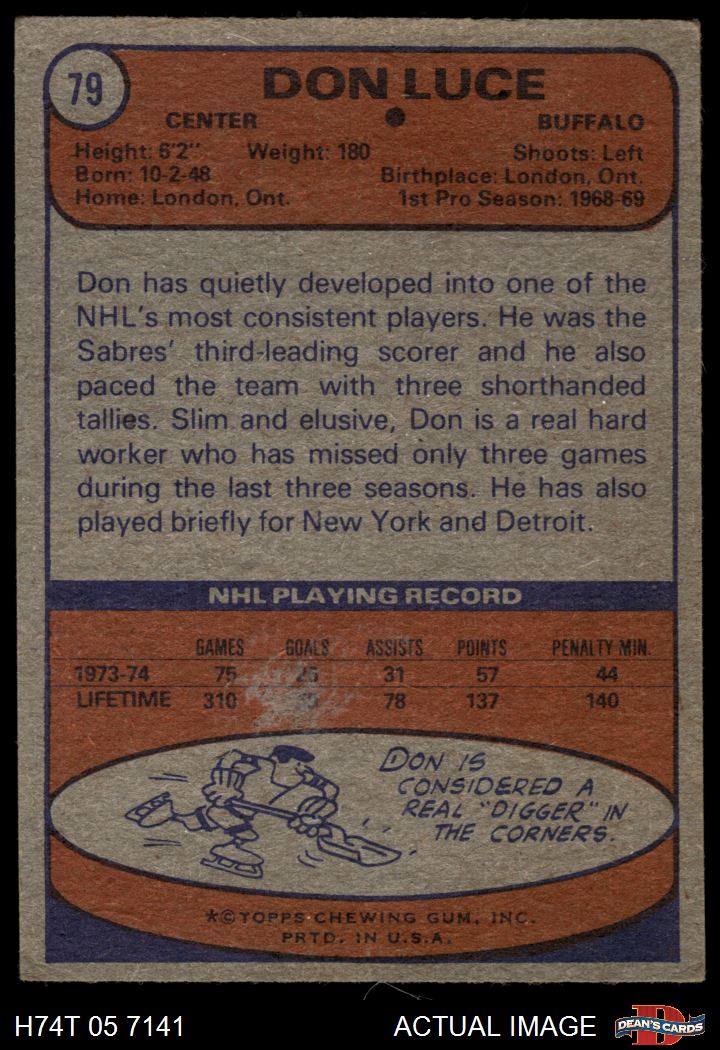 79
DON LUCE
CENTER
BUFFALO
Height: 6'2" Weight: 180 Shoots: Left
Born: 10-2-48 Birthplace: London, Ont.
Home: London, Ont. 1st Pro Season: 1968-69
Don has quietly developed into one of the
NHL's most consistent players. He was the
Sabres' third-leading scorer and he also
paced the team with three shorthanded
tallies. Slim and elusive, Don is a real hard
worker who has missed only three games
during the last three seasons. He has also
played briefly for New York and Detroit.
NHL PLAYING RECORD
GAMES GOALS ASSISTS POINTS PENALTY MIN.
1973-74 75 26 31 57 44
LIFETIME 310 78 137 140
DON IS
CONSIDERED A
REAL "DIGGER" IN
THE CORNERS.
*©TOPPS CHEWING GUM, INC.
PRTD. IN U.S.A.
H74T 05 7141 ACTUAL IMAGE
DEAN'S CARDS